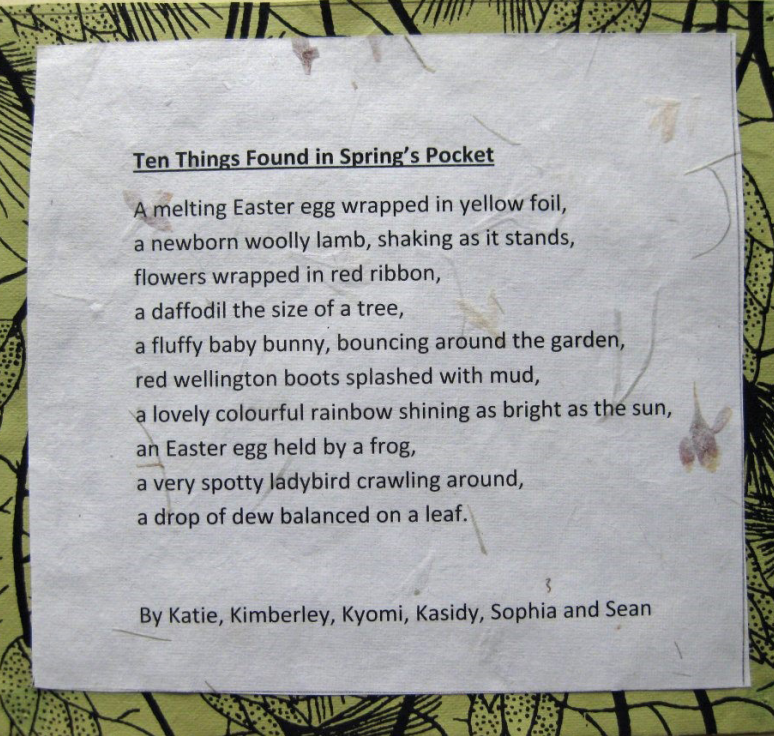 Ten Things Found in Spring’s Pocket
A melting Easter egg wrapped in yellow foil,
a newborn woolly lamb, shaking as it stands,
flowers wrapped in red ribbon,
a daffodil the size of a tree,
a fluffy baby bunny, bouncing around the garden,
red wellington boots splashed with mud,
a lovely colourful rainbow shining as bright as the sun,
an Easter egg held by a frog,
a very spotty ladybird crawling around,
a drop of dew balanced on a leaf.
By Katie, Kimberley, Kyomi, Kasidy, Sophia and Sean